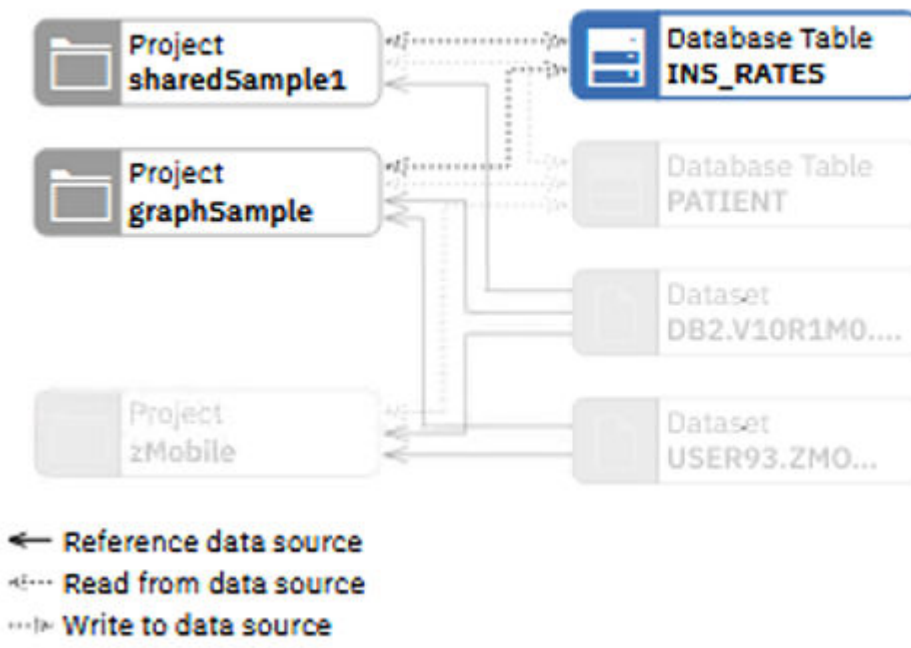 Project
sharedSample1
Database Table
INS_RATES
Project
graphSample
Database Table
PATIENT
Dataset
DB2.V10R1M0....
Project
zMobile
Dataset
USER93.ZMO...
Reference data source
Read from data source
Write to data source